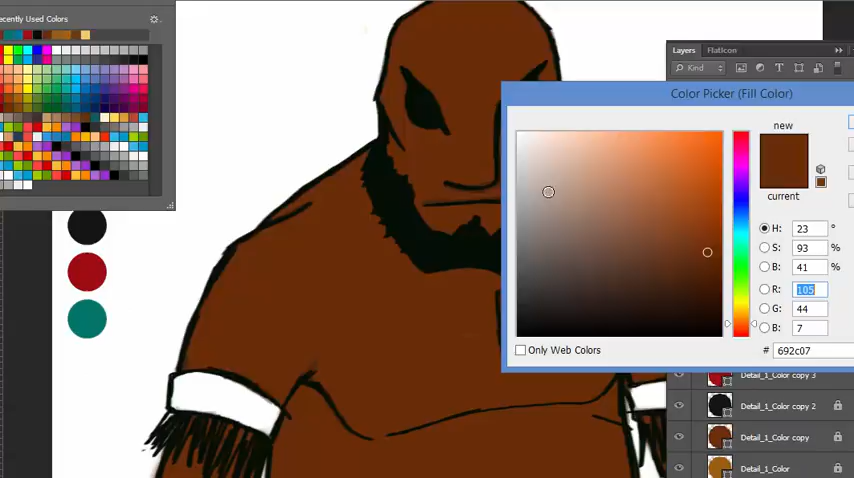 ecently Used Colors
Layers FlatIcon
Kind
Color Picker (Fill Color)
new
current
H: 23 °
S: 93 %
B: 41 %
R: 105
G: 44
B: 7
Only Web Colors
# 692c07
Detail_1_Color copy 3
Detail_1_Color copy 2
Detail_1_Color copy
Detail_1_Color